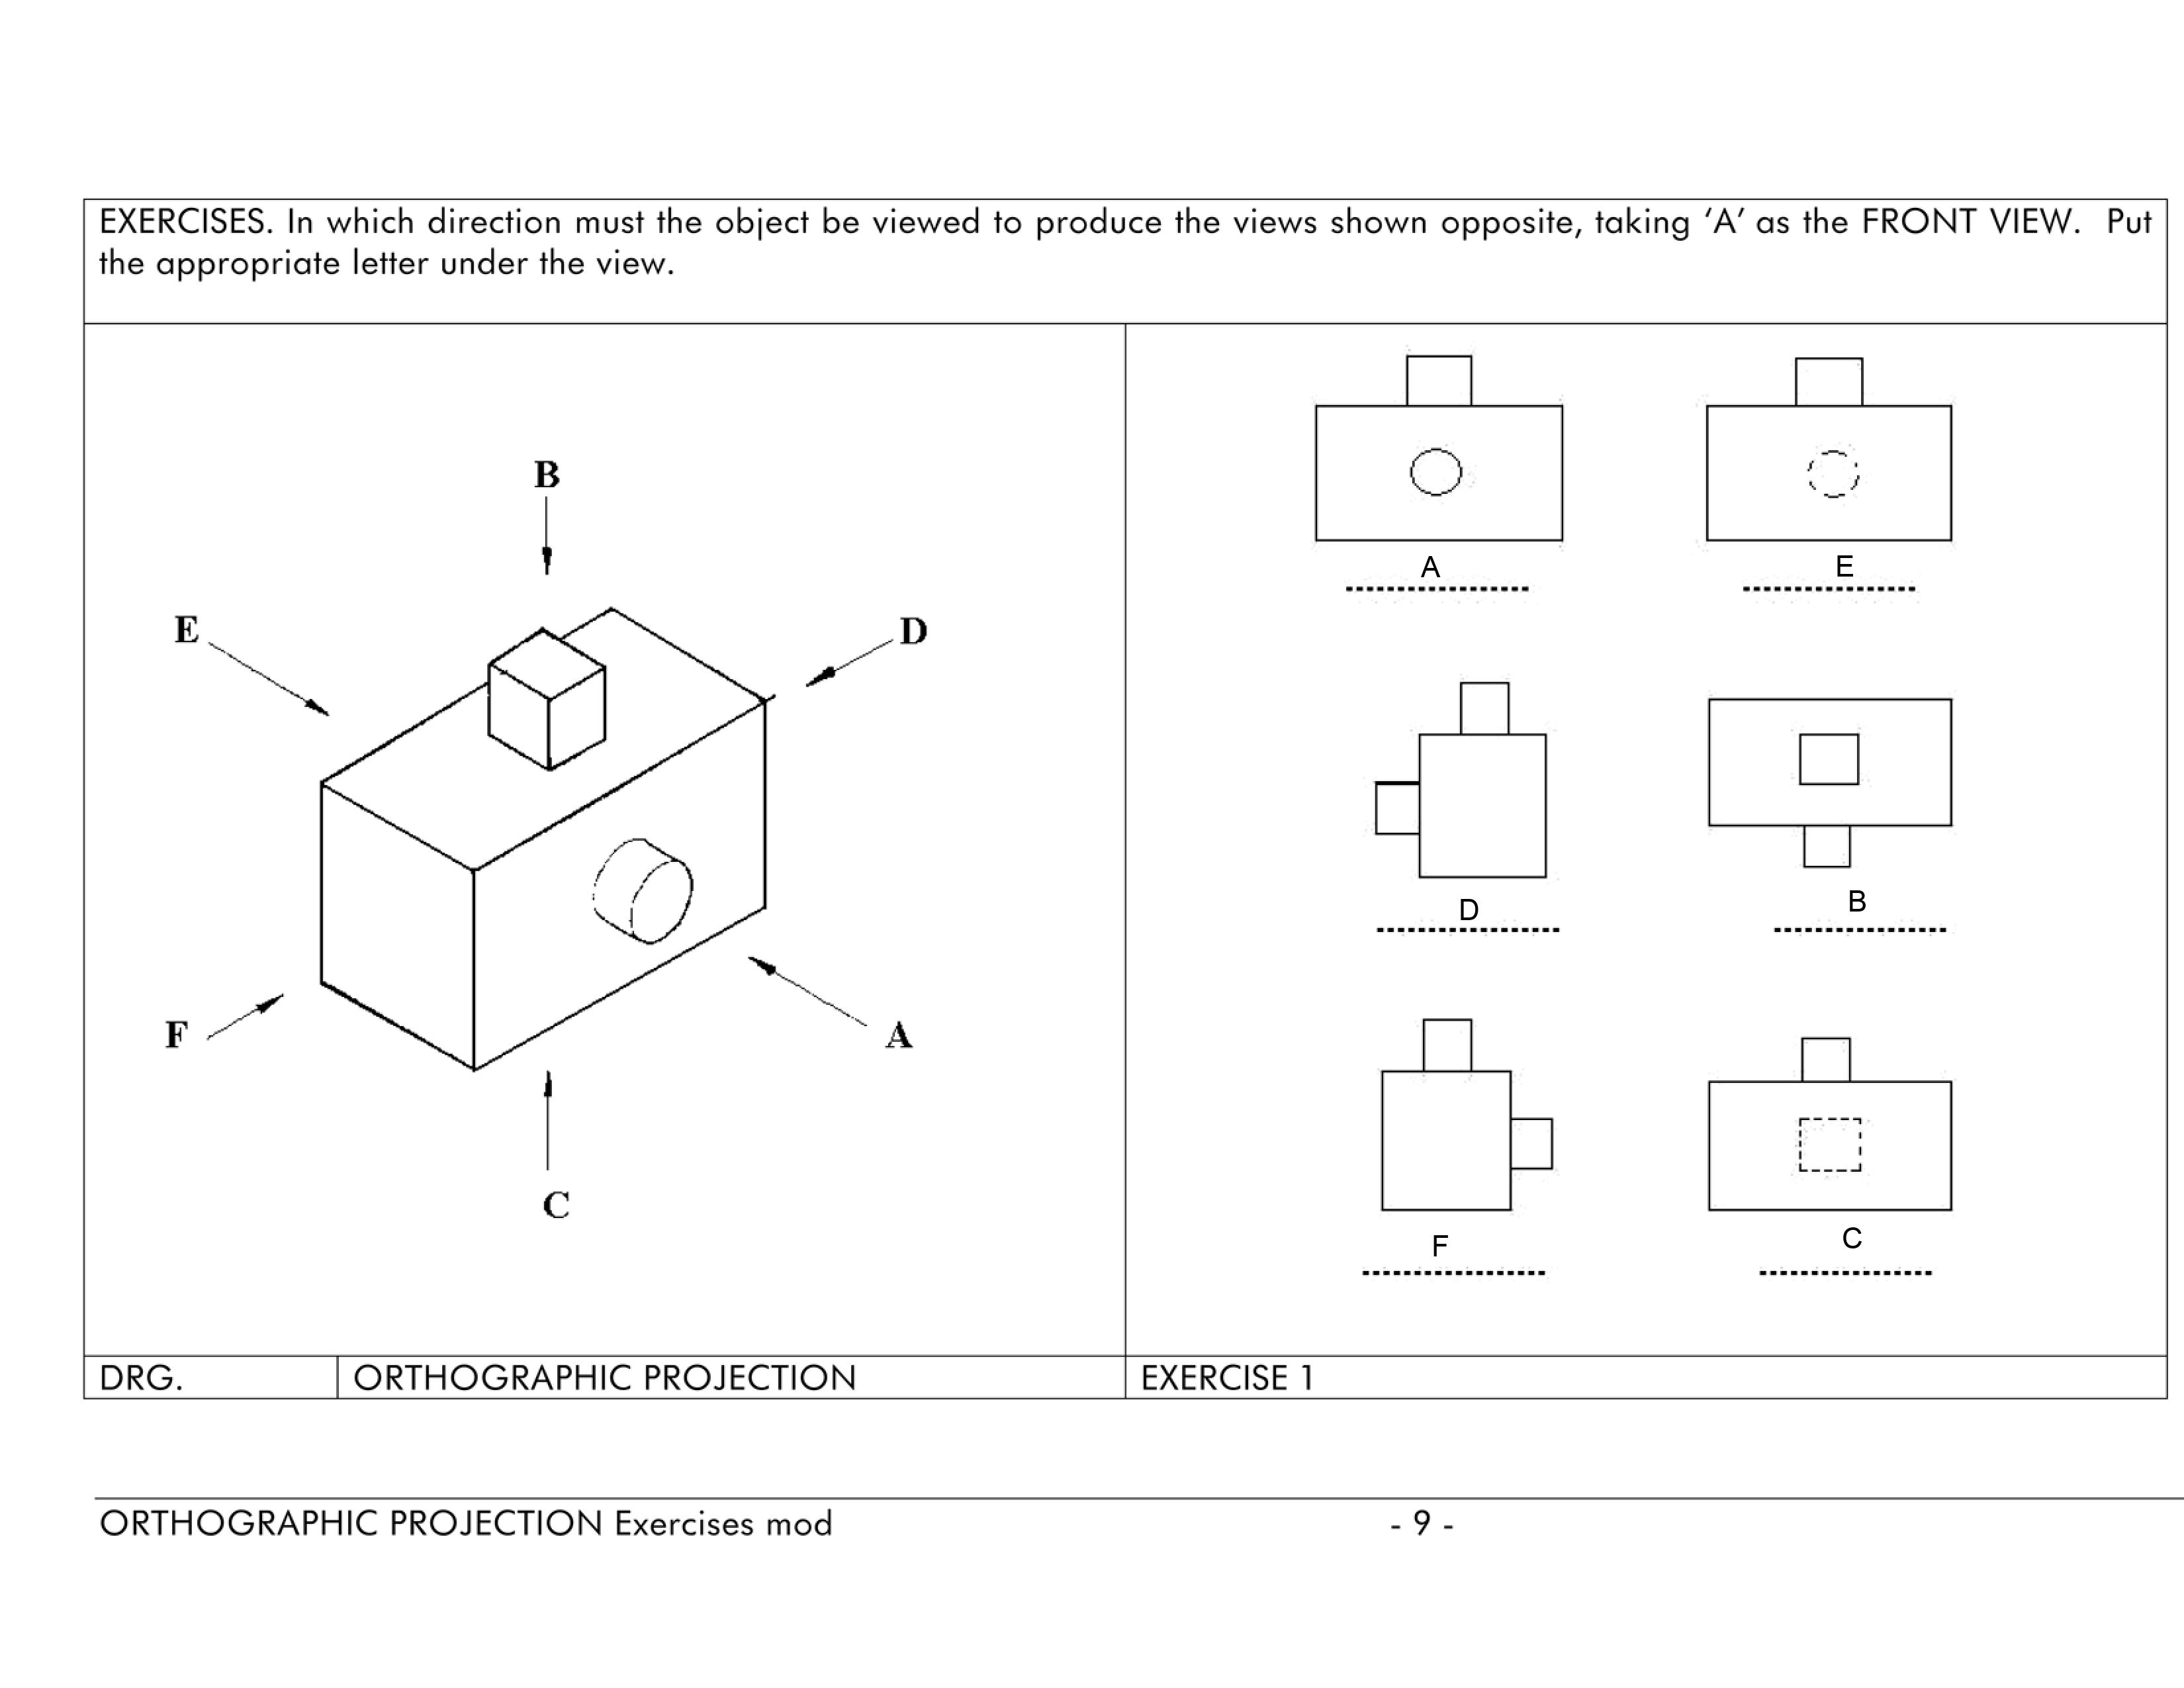 EXERCISES. In which direction must the object be viewed to produce the views shown opposite, taking ‘A’ as the FRONT VIEW. Put
the appropriate letter under the view.
B
E
D
F
A
C
A
E
D
B
F
C
DRG.
ORTHOGRAPHIC PROJECTION
EXERCISE 1
ORTHOGRAPHIC PROJECTION Exercises mod
- 9 -